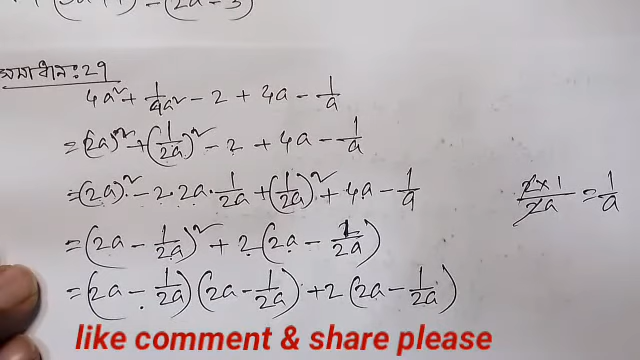 (2a − 3)
সমাধান: 29
4a² + 1/4a² − 2 + 4a − 1/a
= (2a)² + (1/2a)² − 2 + 4a − 1/a
= (2a)² − 2·2a·1/2a + (1/2a)² + 4a − 1/a
2×1/2a = 1/a
= (2a − 1/2a)² + 2(2a − 1/2a)
= (2a − 1/2a)(2a − 1/2a) + 2(2a − 1/2a)
like comment & share please